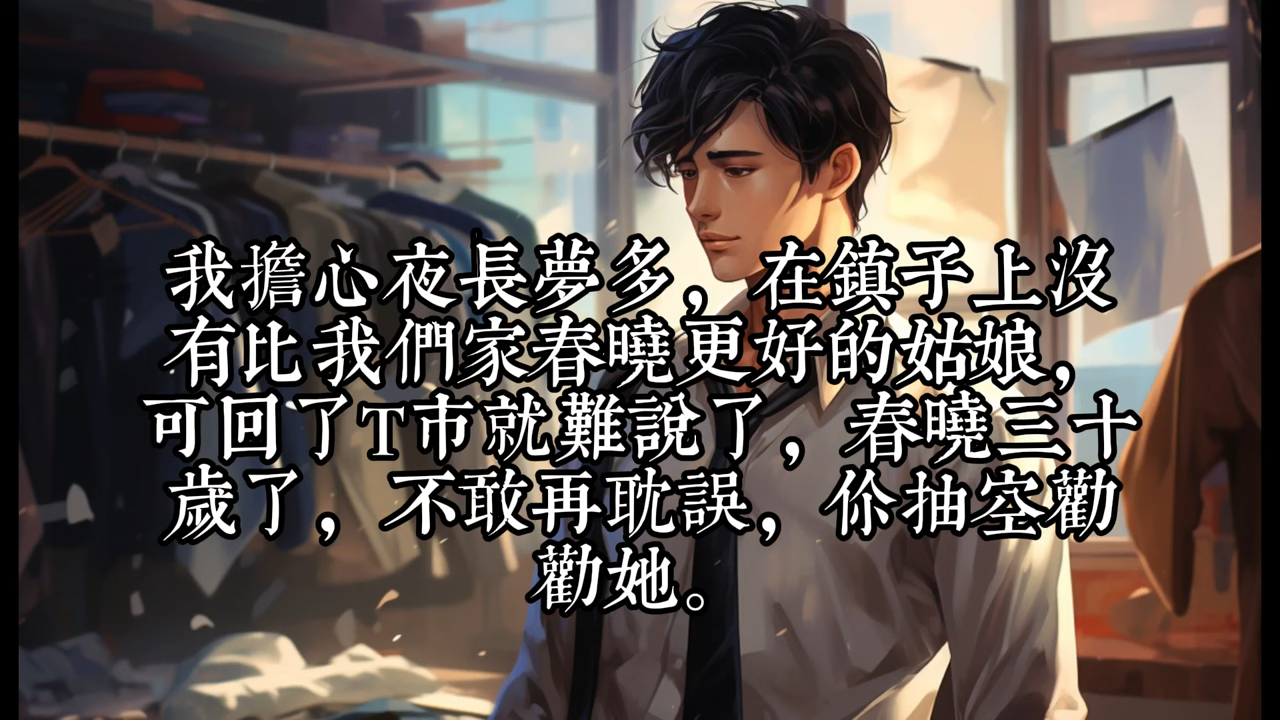 我擔心夜長夢多，在鎮子上沒
有比我們家春曉更好的姑娘，
可回了T市就難說了，春曉三十
歲了，不敢再耽誤，你抽空勸
勸她。